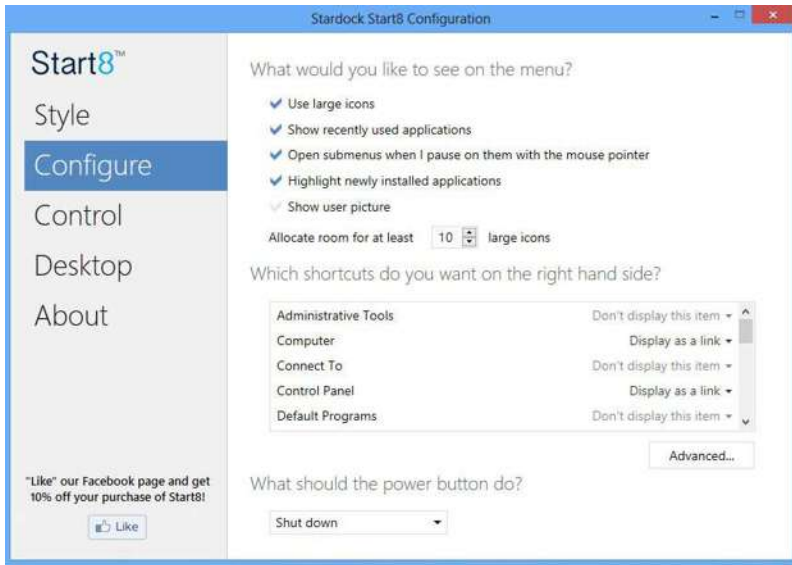 Stardock Start8 Configuration
Start8™
Style
Configure
Control
Desktop
About
"Like" our Facebook page and get
10% off your purchase of Start8!
Like
What would you like to see on the menu?
Use large icons
Show recently used applications
Open submenus when I pause on them with the mouse pointer
Highlight newly installed applications
Show user picture
Allocate room for at least 10 large icons
Which shortcuts do you want on the right hand side?
Administrative Tools Don't display this item
Computer Display as a link
Connect To Don't display this item
Control Panel Display as a link
Default Programs Don't display this item
Advanced...
What should the power button do?
Shut down